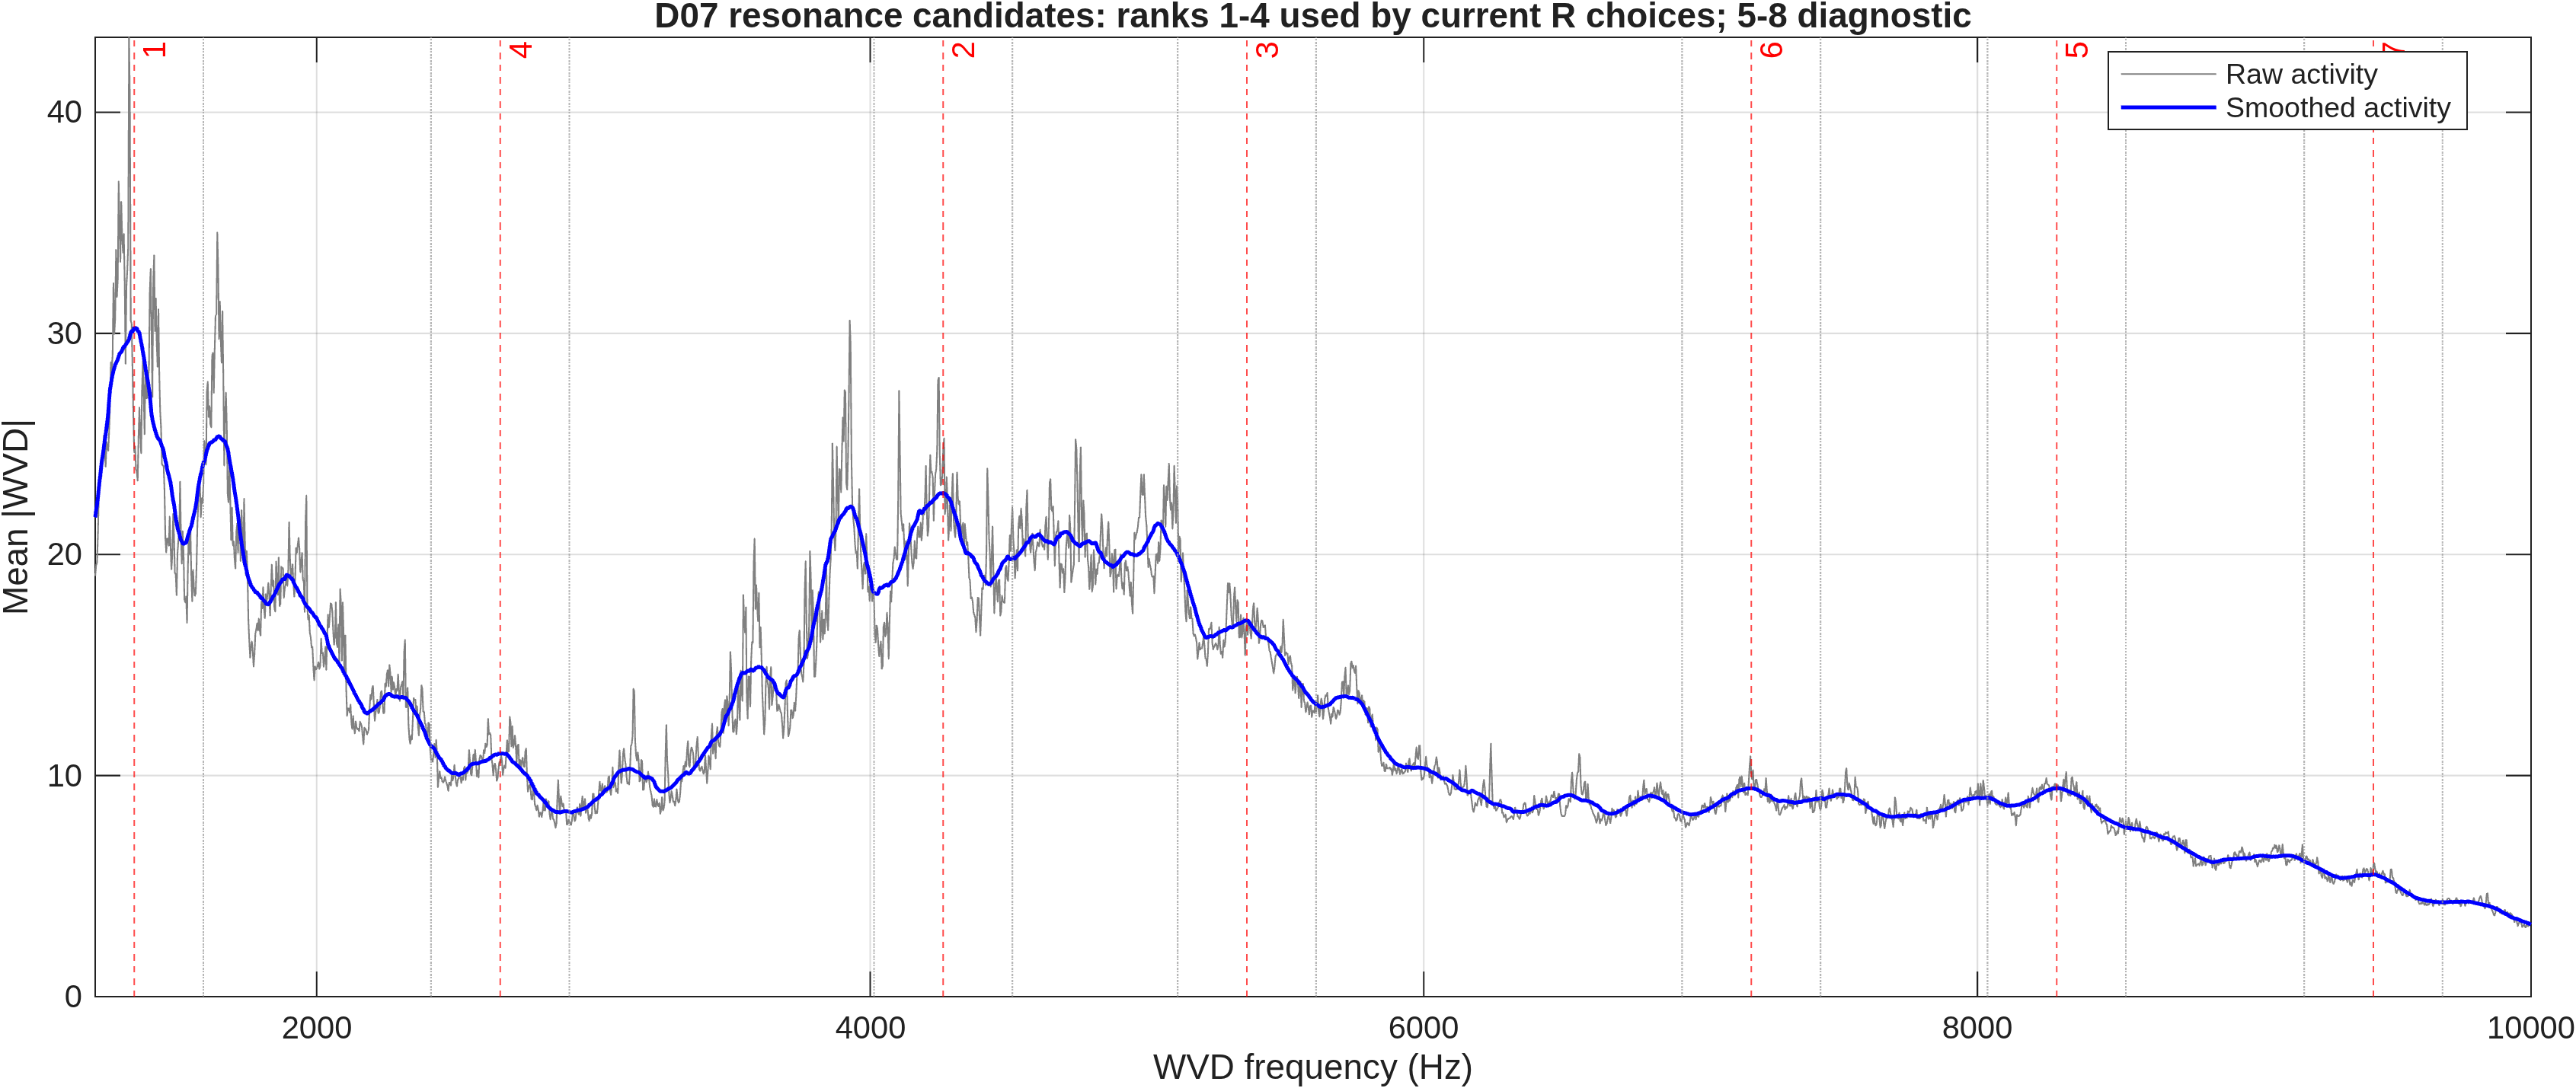 D07 resonance candidates: ranks 1-4 used by current R choices; 5-8 diagnostic
1 4 2 3 6 5 7
Raw activity
Smoothed activity
40
30
20
10
0
Mean |WVD|
2000 4000 6000 8000 10000
WVD frequency (Hz)